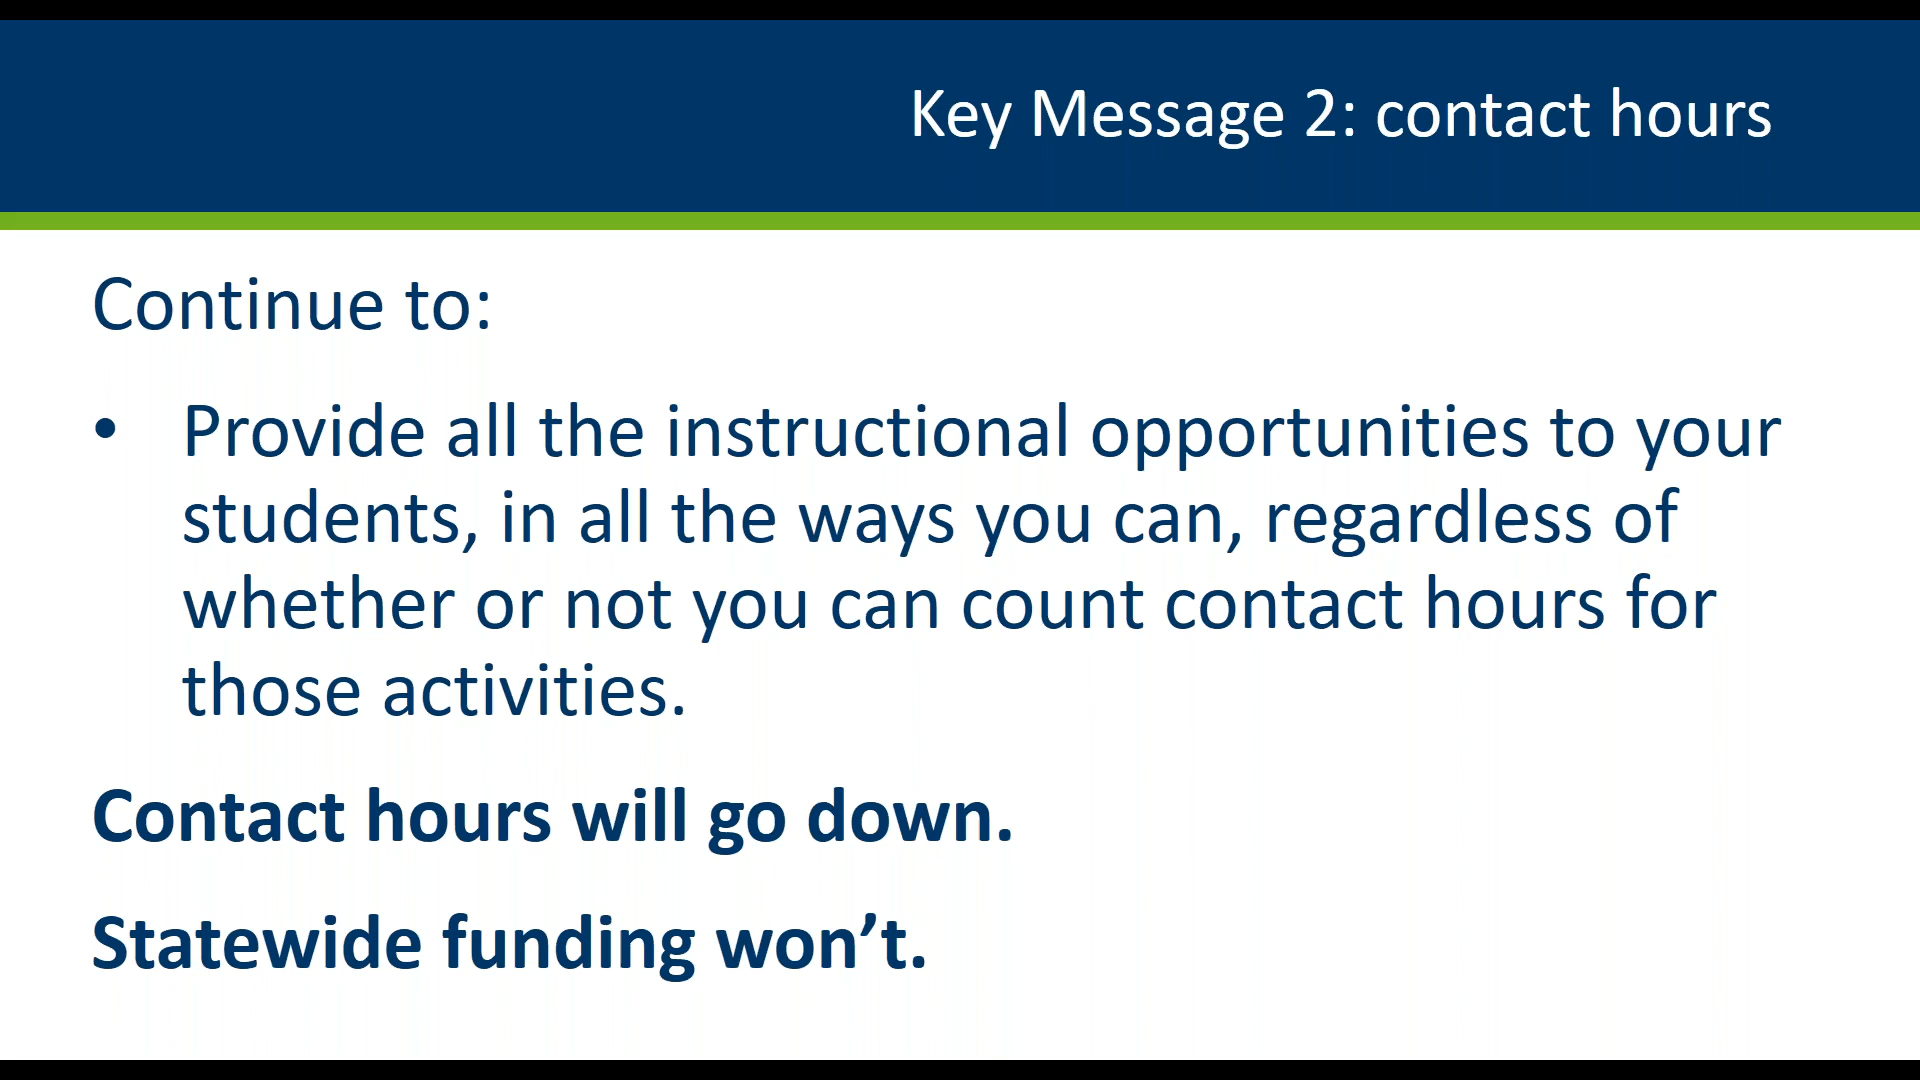 Key Message 2: contact hours
Continue to:
• Provide all the instructional opportunities to your
students, in all the ways you can, regardless of
whether or not you can count contact hours for
those activities.
Contact hours will go down.
Statewide funding won’t.